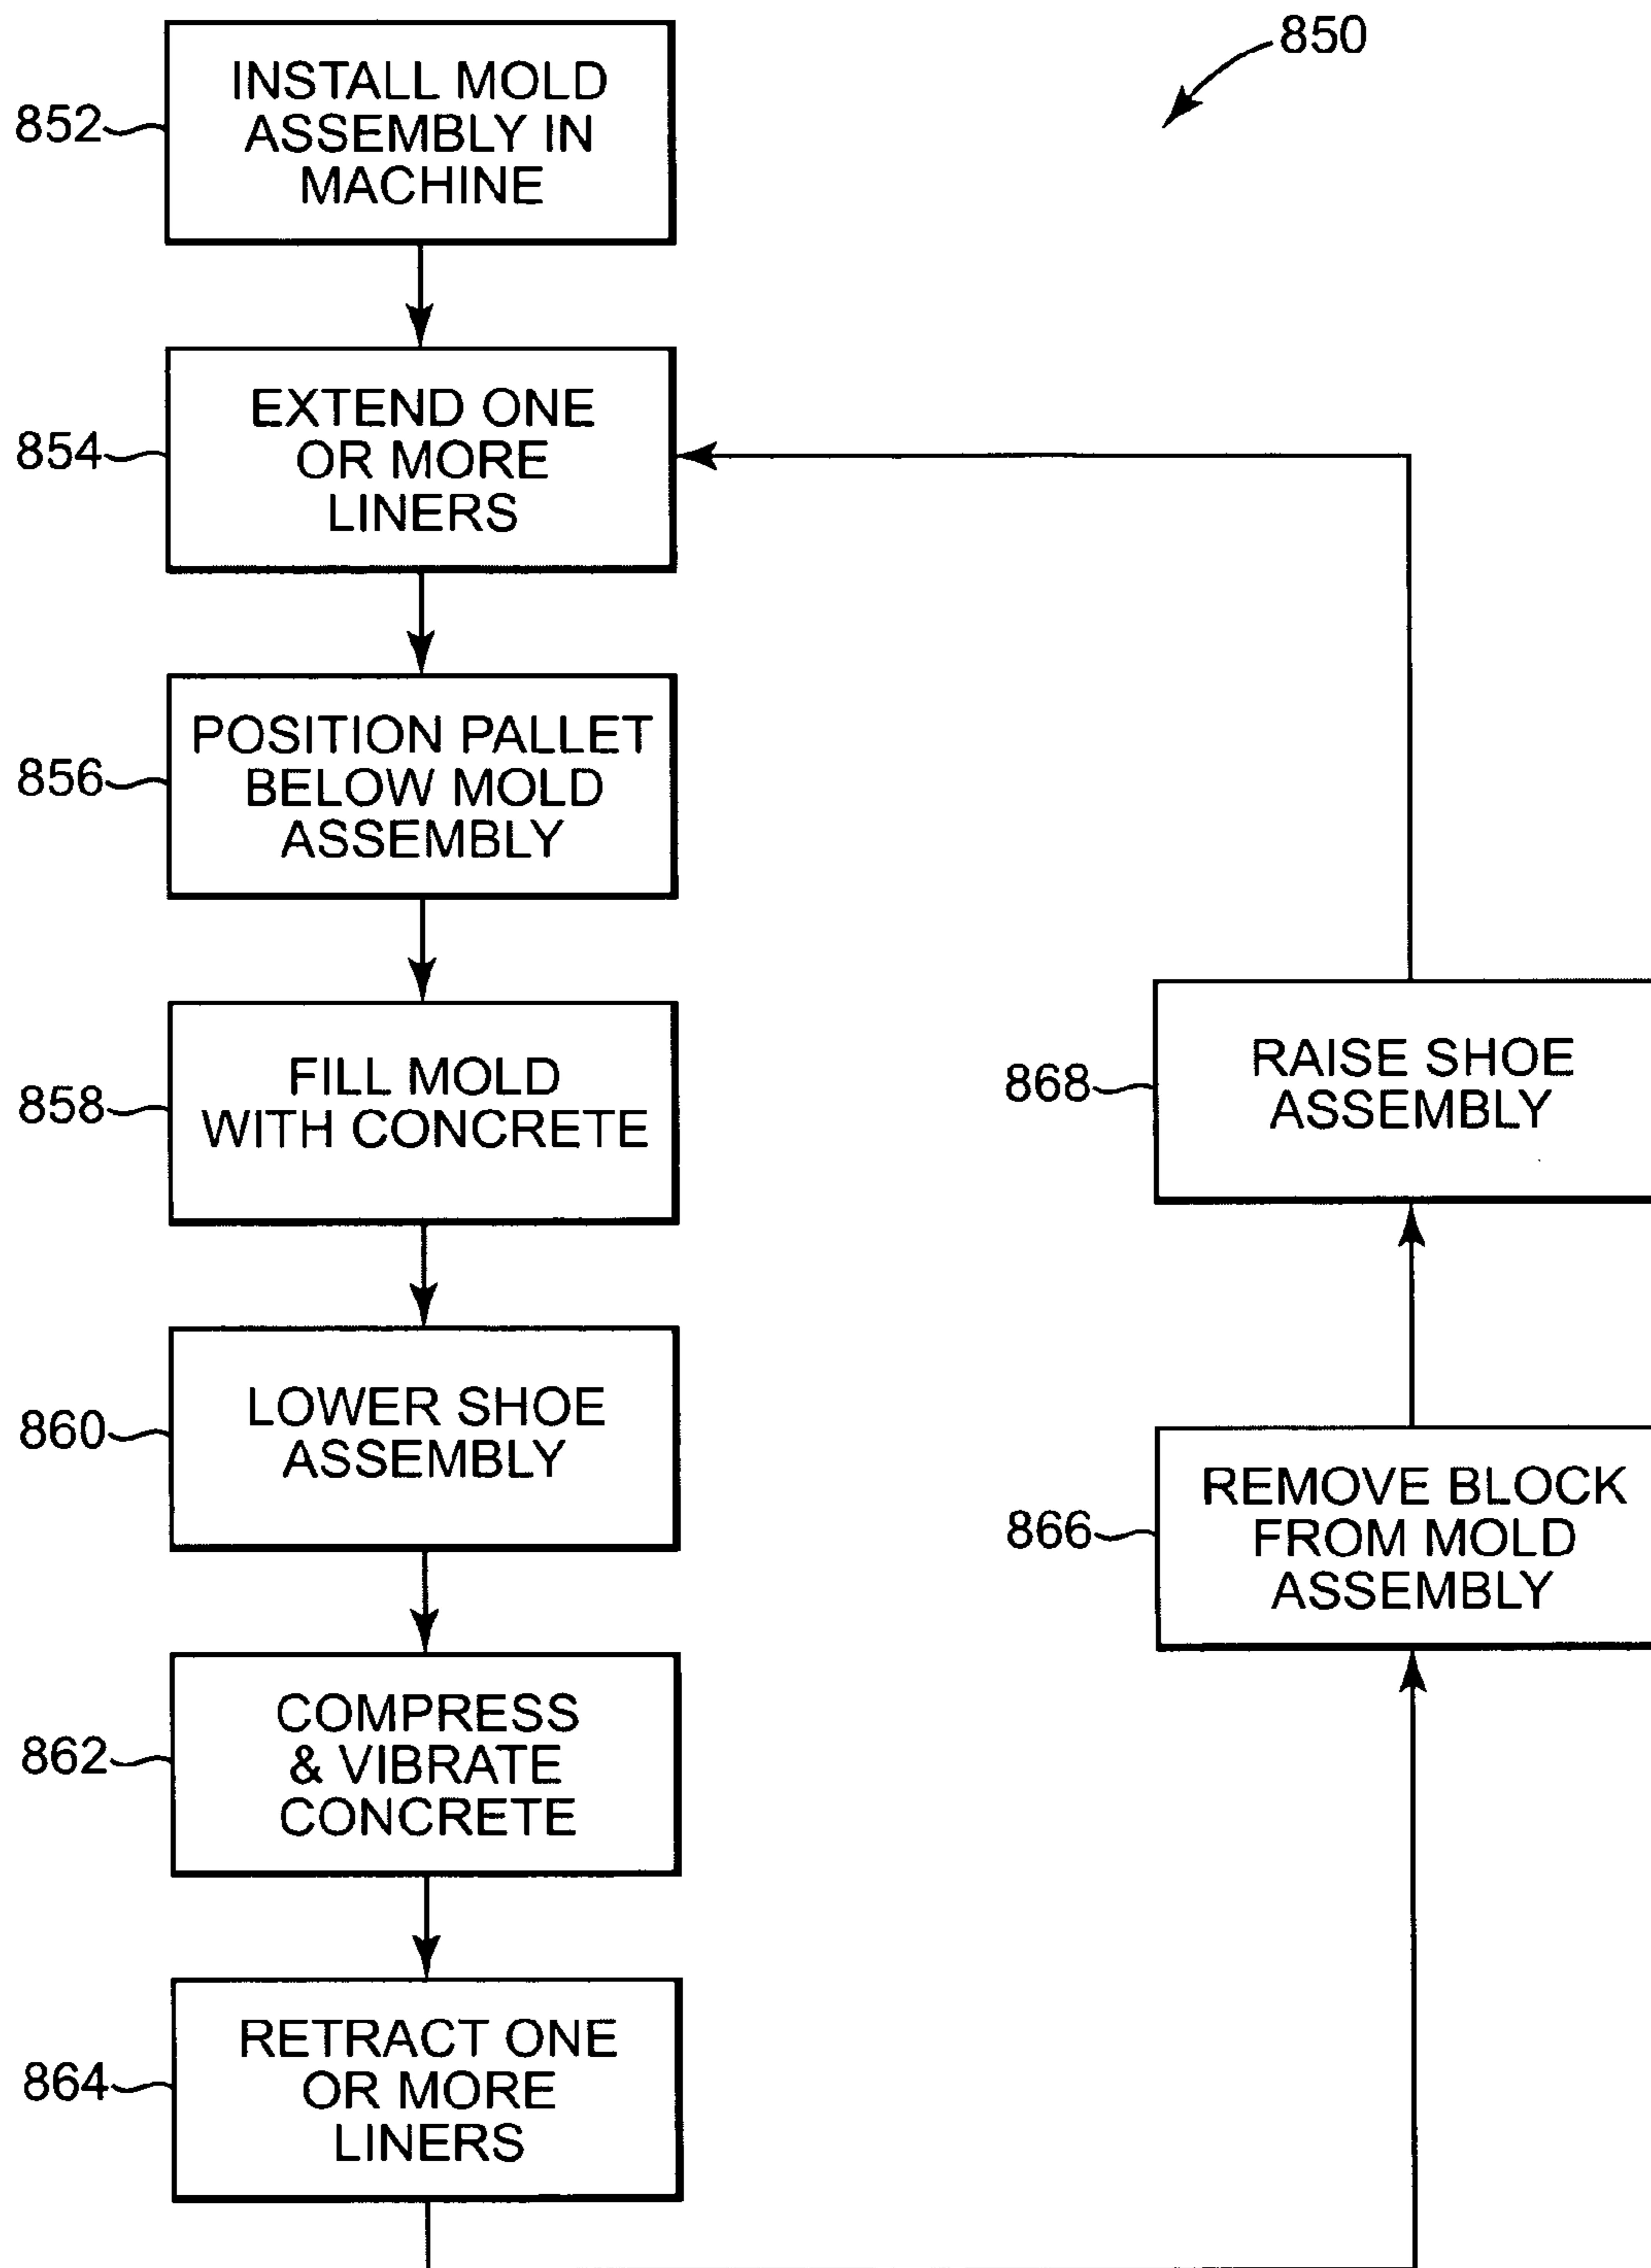 850
852
INSTALL MOLD
ASSEMBLY IN
MACHINE
854
EXTEND ONE
OR MORE
LINERS
856
POSITION PALLET
BELOW MOLD
ASSEMBLY
858
FILL MOLD
WITH CONCRETE
860
LOWER SHOE
ASSEMBLY
862
COMPRESS
& VIBRATE
CONCRETE
864
RETRACT ONE
OR MORE
LINERS
866
REMOVE BLOCK
FROM MOLD
ASSEMBLY
868
RAISE SHOE
ASSEMBLY